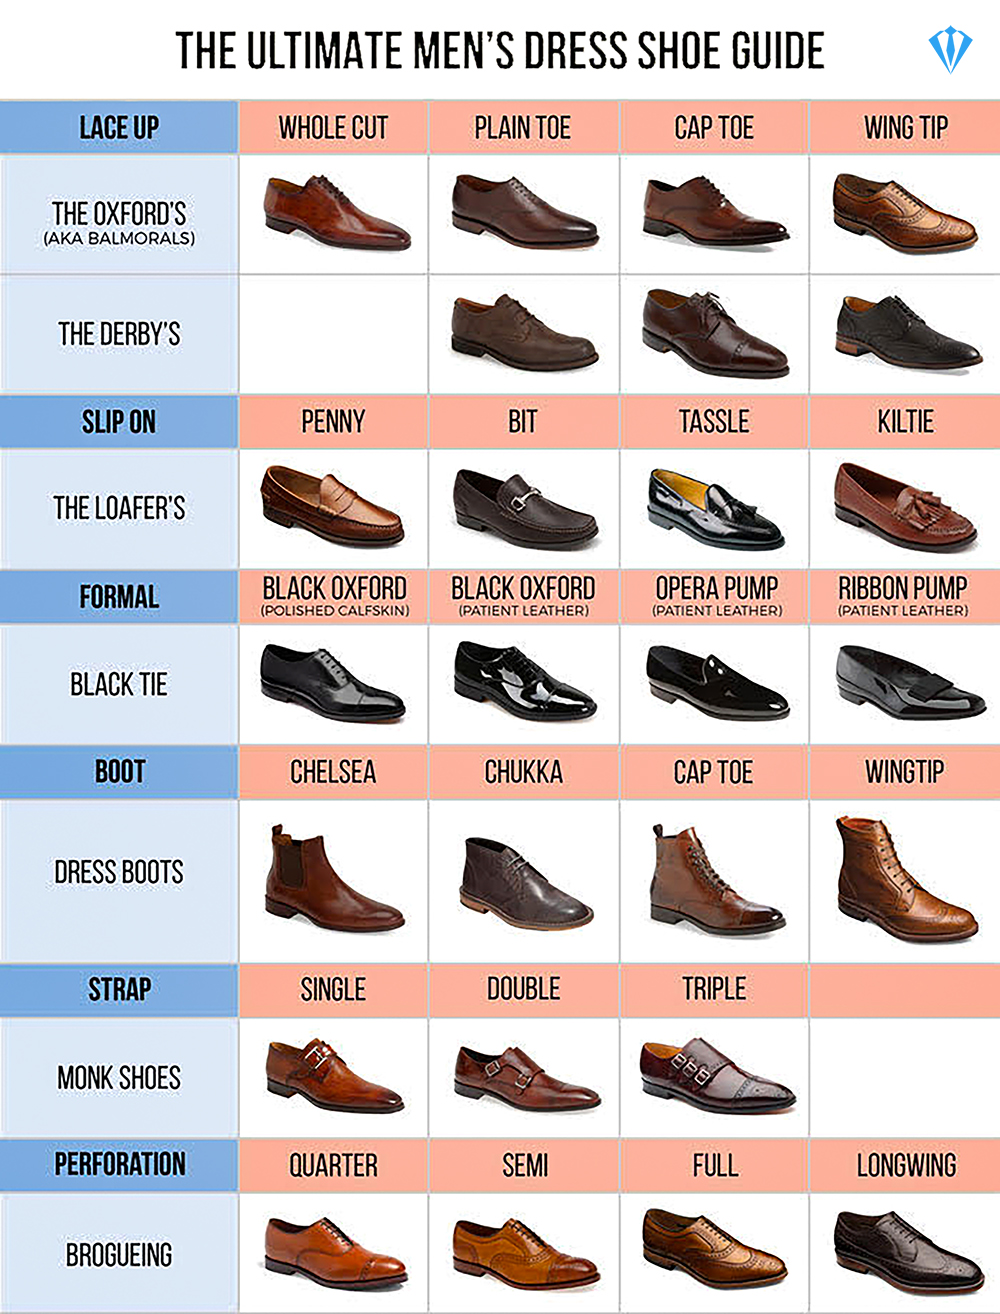 THE ULTIMATE MEN'S DRESS SHOE GUIDE
LACE UP WHOLE CUT PLAIN TOE CAP TOE WING TIP
THE OXFORD'S
(AKA BALMORALS)
THE DERBY'S
SLIP ON PENNY BIT TASSLE KILTIE
THE LOAFER'S
FORMAL BLACK OXFORD BLACK OXFORD OPERA PUMP RIBBON PUMP
(POLISHED CALFSKIN) (PATIENT LEATHER) (PATIENT LEATHER) (PATIENT LEATHER)
BLACK TIE
BOOT CHELSEA CHUKKA CAP TOE WINGTIP
DRESS BOOTS
STRAP SINGLE DOUBLE TRIPLE
MONK SHOES
PERFORATION QUARTER SEMI FULL LONGWING
BROGUEING